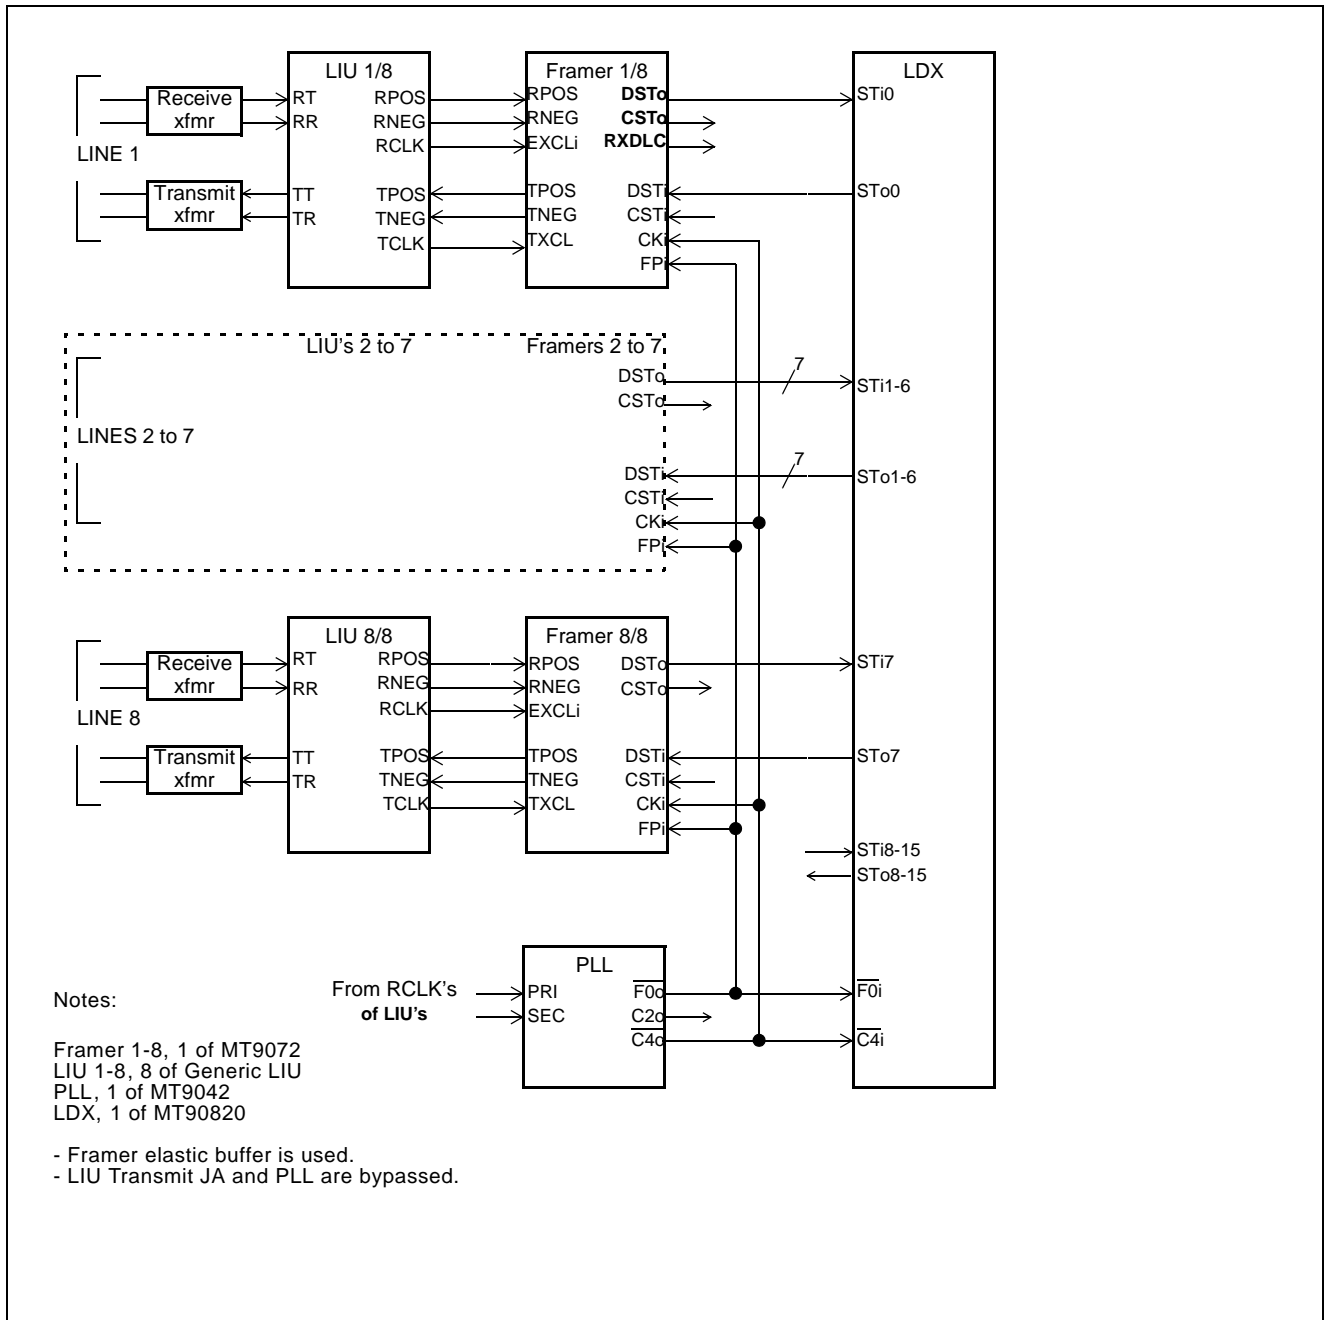 LIU 1/8
Framer 1/8
LDX
Receive
xfmr
RT
RR
RPOS
RNEG
RCLK
RPOS
RNEG
EXCLi
DSTo
CSTo
RXDLC
STi0
LINE 1
Transmit
xfmr
TT
TR
TPOS
TNEG
TCLK
TPOS
TNEG
TXCL
DSTi
CSTi
CKi
FPi
STo0
LIU's 2 to 7
Framers 2 to 7
DSTo
CSTo
7
STi1-6
LINES 2 to 7
DSTi
CSTi
CKi
FPi
7
STo1-6
LIU 8/8
Framer 8/8
Receive
xfmr
RT
RR
RPOS
RNEG
RCLK
RPOS
RNEG
EXCLi
DSTo
CSTo
STi7
LINE 8
Transmit
xfmr
TT
TR
TPOS
TNEG
TCLK
TPOS
TNEG
TXCL
DSTi
CSTi
CKi
FPi
STo7
STi8-15
STo8-15
PLL
From RCLK's
of LIU's
PRI
SEC
F0o
C2o
C4o
F0i
C4i
Notes:
Framer 1-8, 1 of MT9072
LIU 1-8, 8 of Generic LIU
PLL, 1 of MT9042
LDX, 1 of MT90820
- Framer elastic buffer is used.
- LIU Transmit JA and PLL are bypassed.